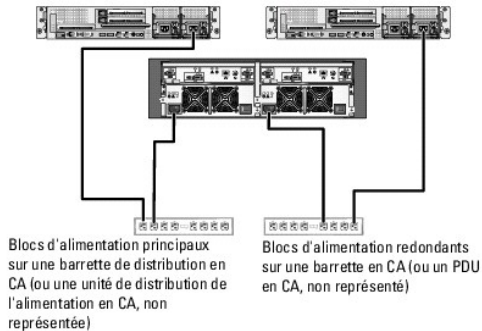 Blocs d'alimentation principaux
sur une barrette de distribution en
CA (ou une unité de distribution de
l'alimentation en CA, non
représentée)
Blocs d'alimentation redondants
sur une barrette en CA (ou un PDU
en CA, non représenté)